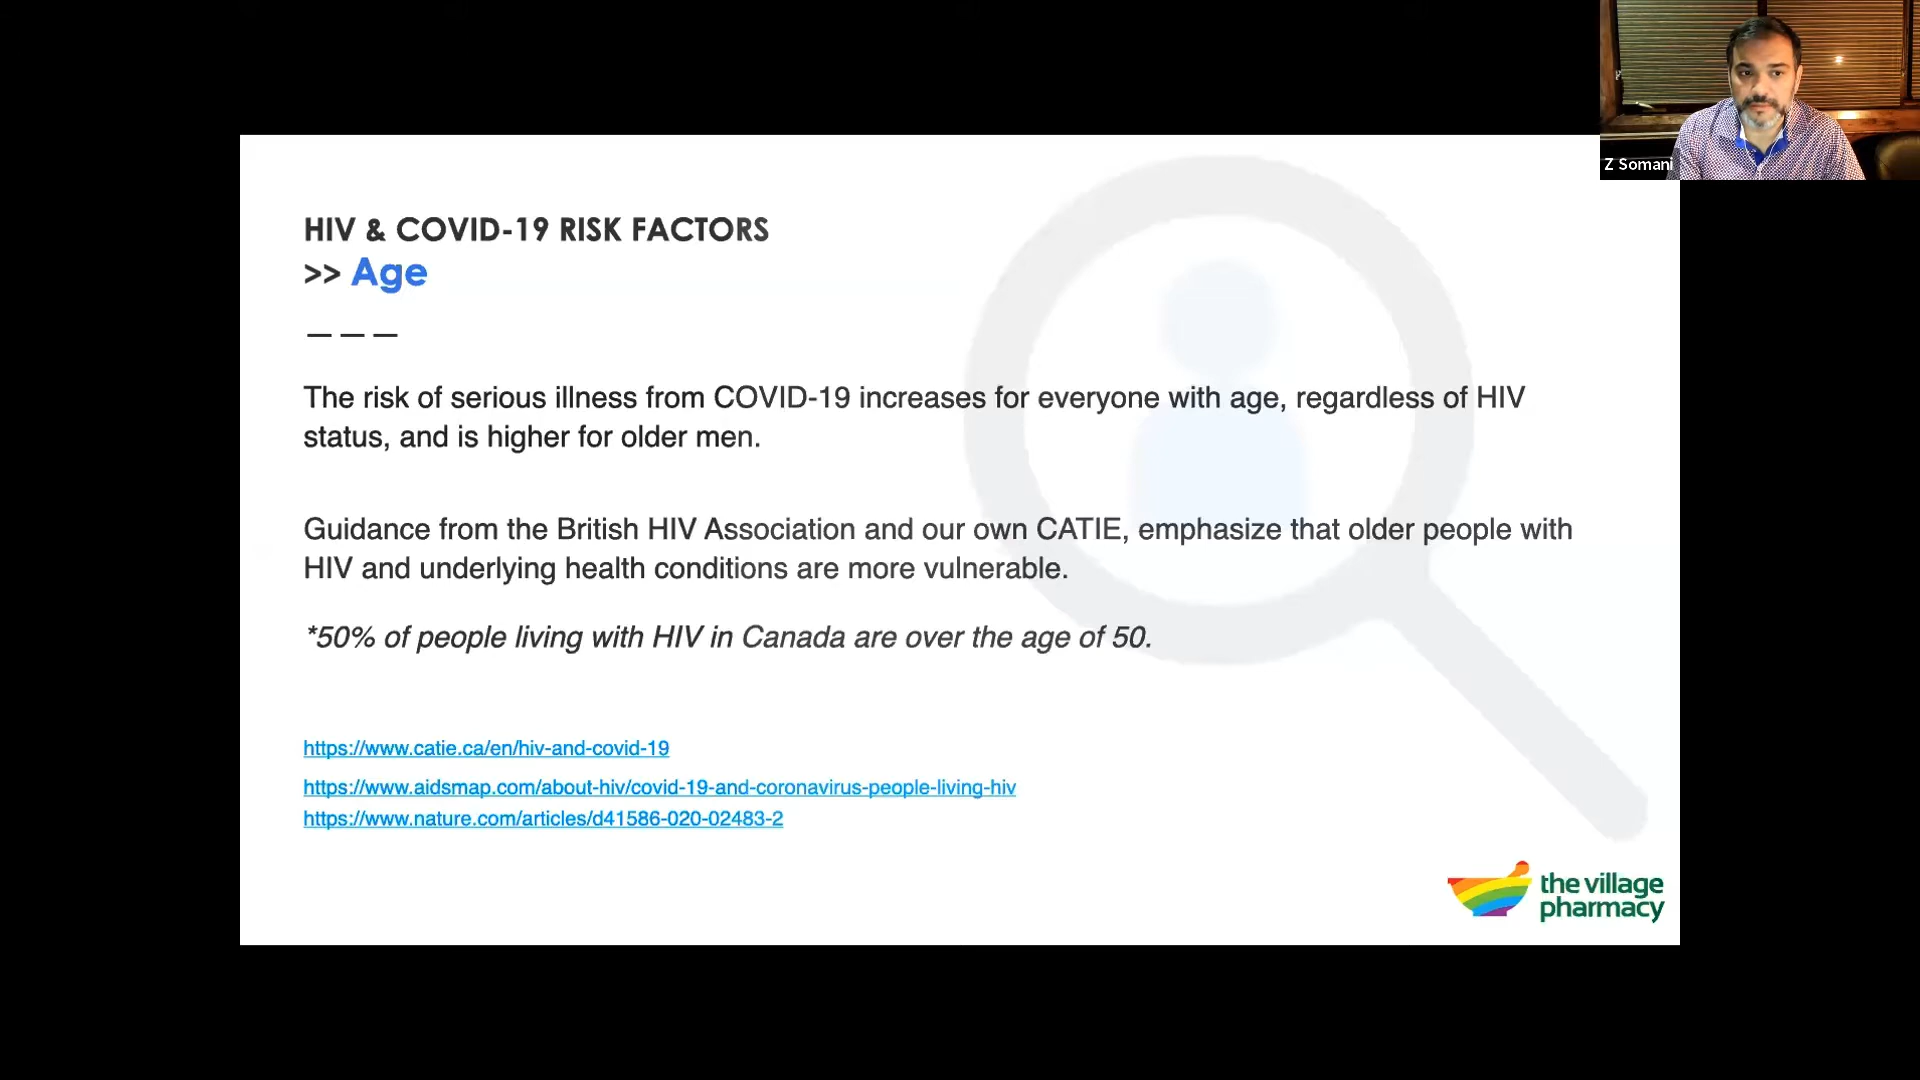 Z Somani
HIV & COVID-19 RISK FACTORS
>> Age
— — —
The risk of serious illness from COVID-19 increases for everyone with age, regardless of HIV
status, and is higher for older men.
Guidance from the British HIV Association and our own CATIE, emphasize that older people with
HIV and underlying health conditions are more vulnerable.
*50% of people living with HIV in Canada are over the age of 50.
https://www.catie.ca/en/hiv-and-covid-19
https://www.aidsmap.com/about-hiv/covid-19-and-coronavirus-people-living-hiv
https://www.nature.com/articles/d41586-020-02483-2
the village
pharmacy